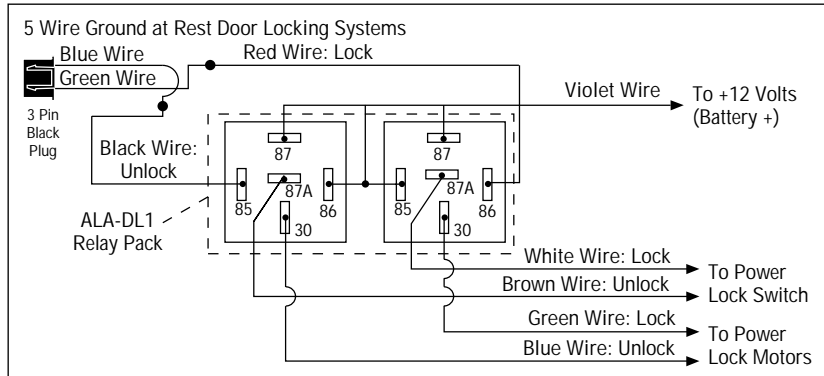 5 Wire Ground at Rest Door Locking Systems
Blue Wire
Red Wire: Lock
Green Wire
3 Pin
Black
Plug
Violet Wire
To +12 Volts
(Battery +)
Black Wire:
Unlock
87
87
87A
87A
85
86
85
86
30
30
ALA-DL1
Relay Pack
White Wire: Lock
Brown Wire: Unlock
To Power
Lock Switch
Green Wire: Lock
Blue Wire: Unlock
To Power
Lock Motors